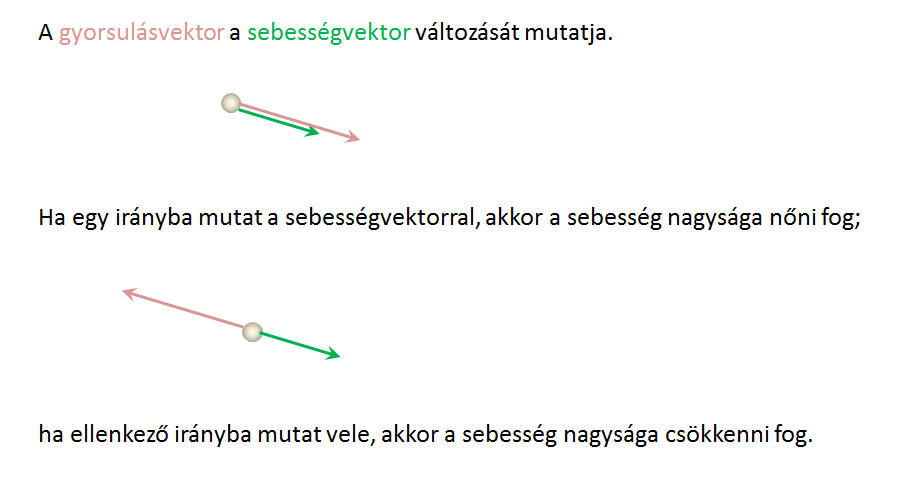 A gyorsulásvektor a sebességvektor változását mutatja.
Ha egy irányba mutat a sebességvektorral, akkor a sebesség nagysága nőni fog;
ha ellenkező irányba mutat vele, akkor a sebesség nagysága csökkenni fog.